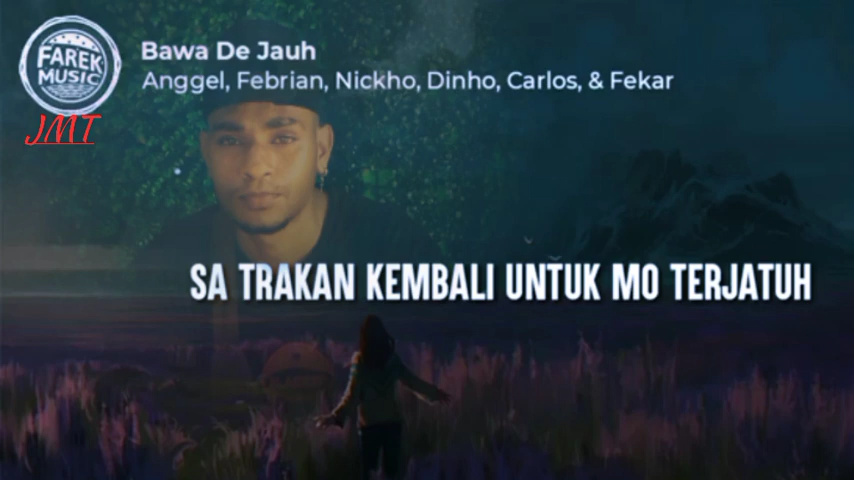 FAREK
MUSIC
JMT
Bawa De Jauh
Anggel, Febrian, Nickho, Dinho, Carlos, & Fekar
SA TRAKAN KEMBALI UNTUK MO TERJATUH